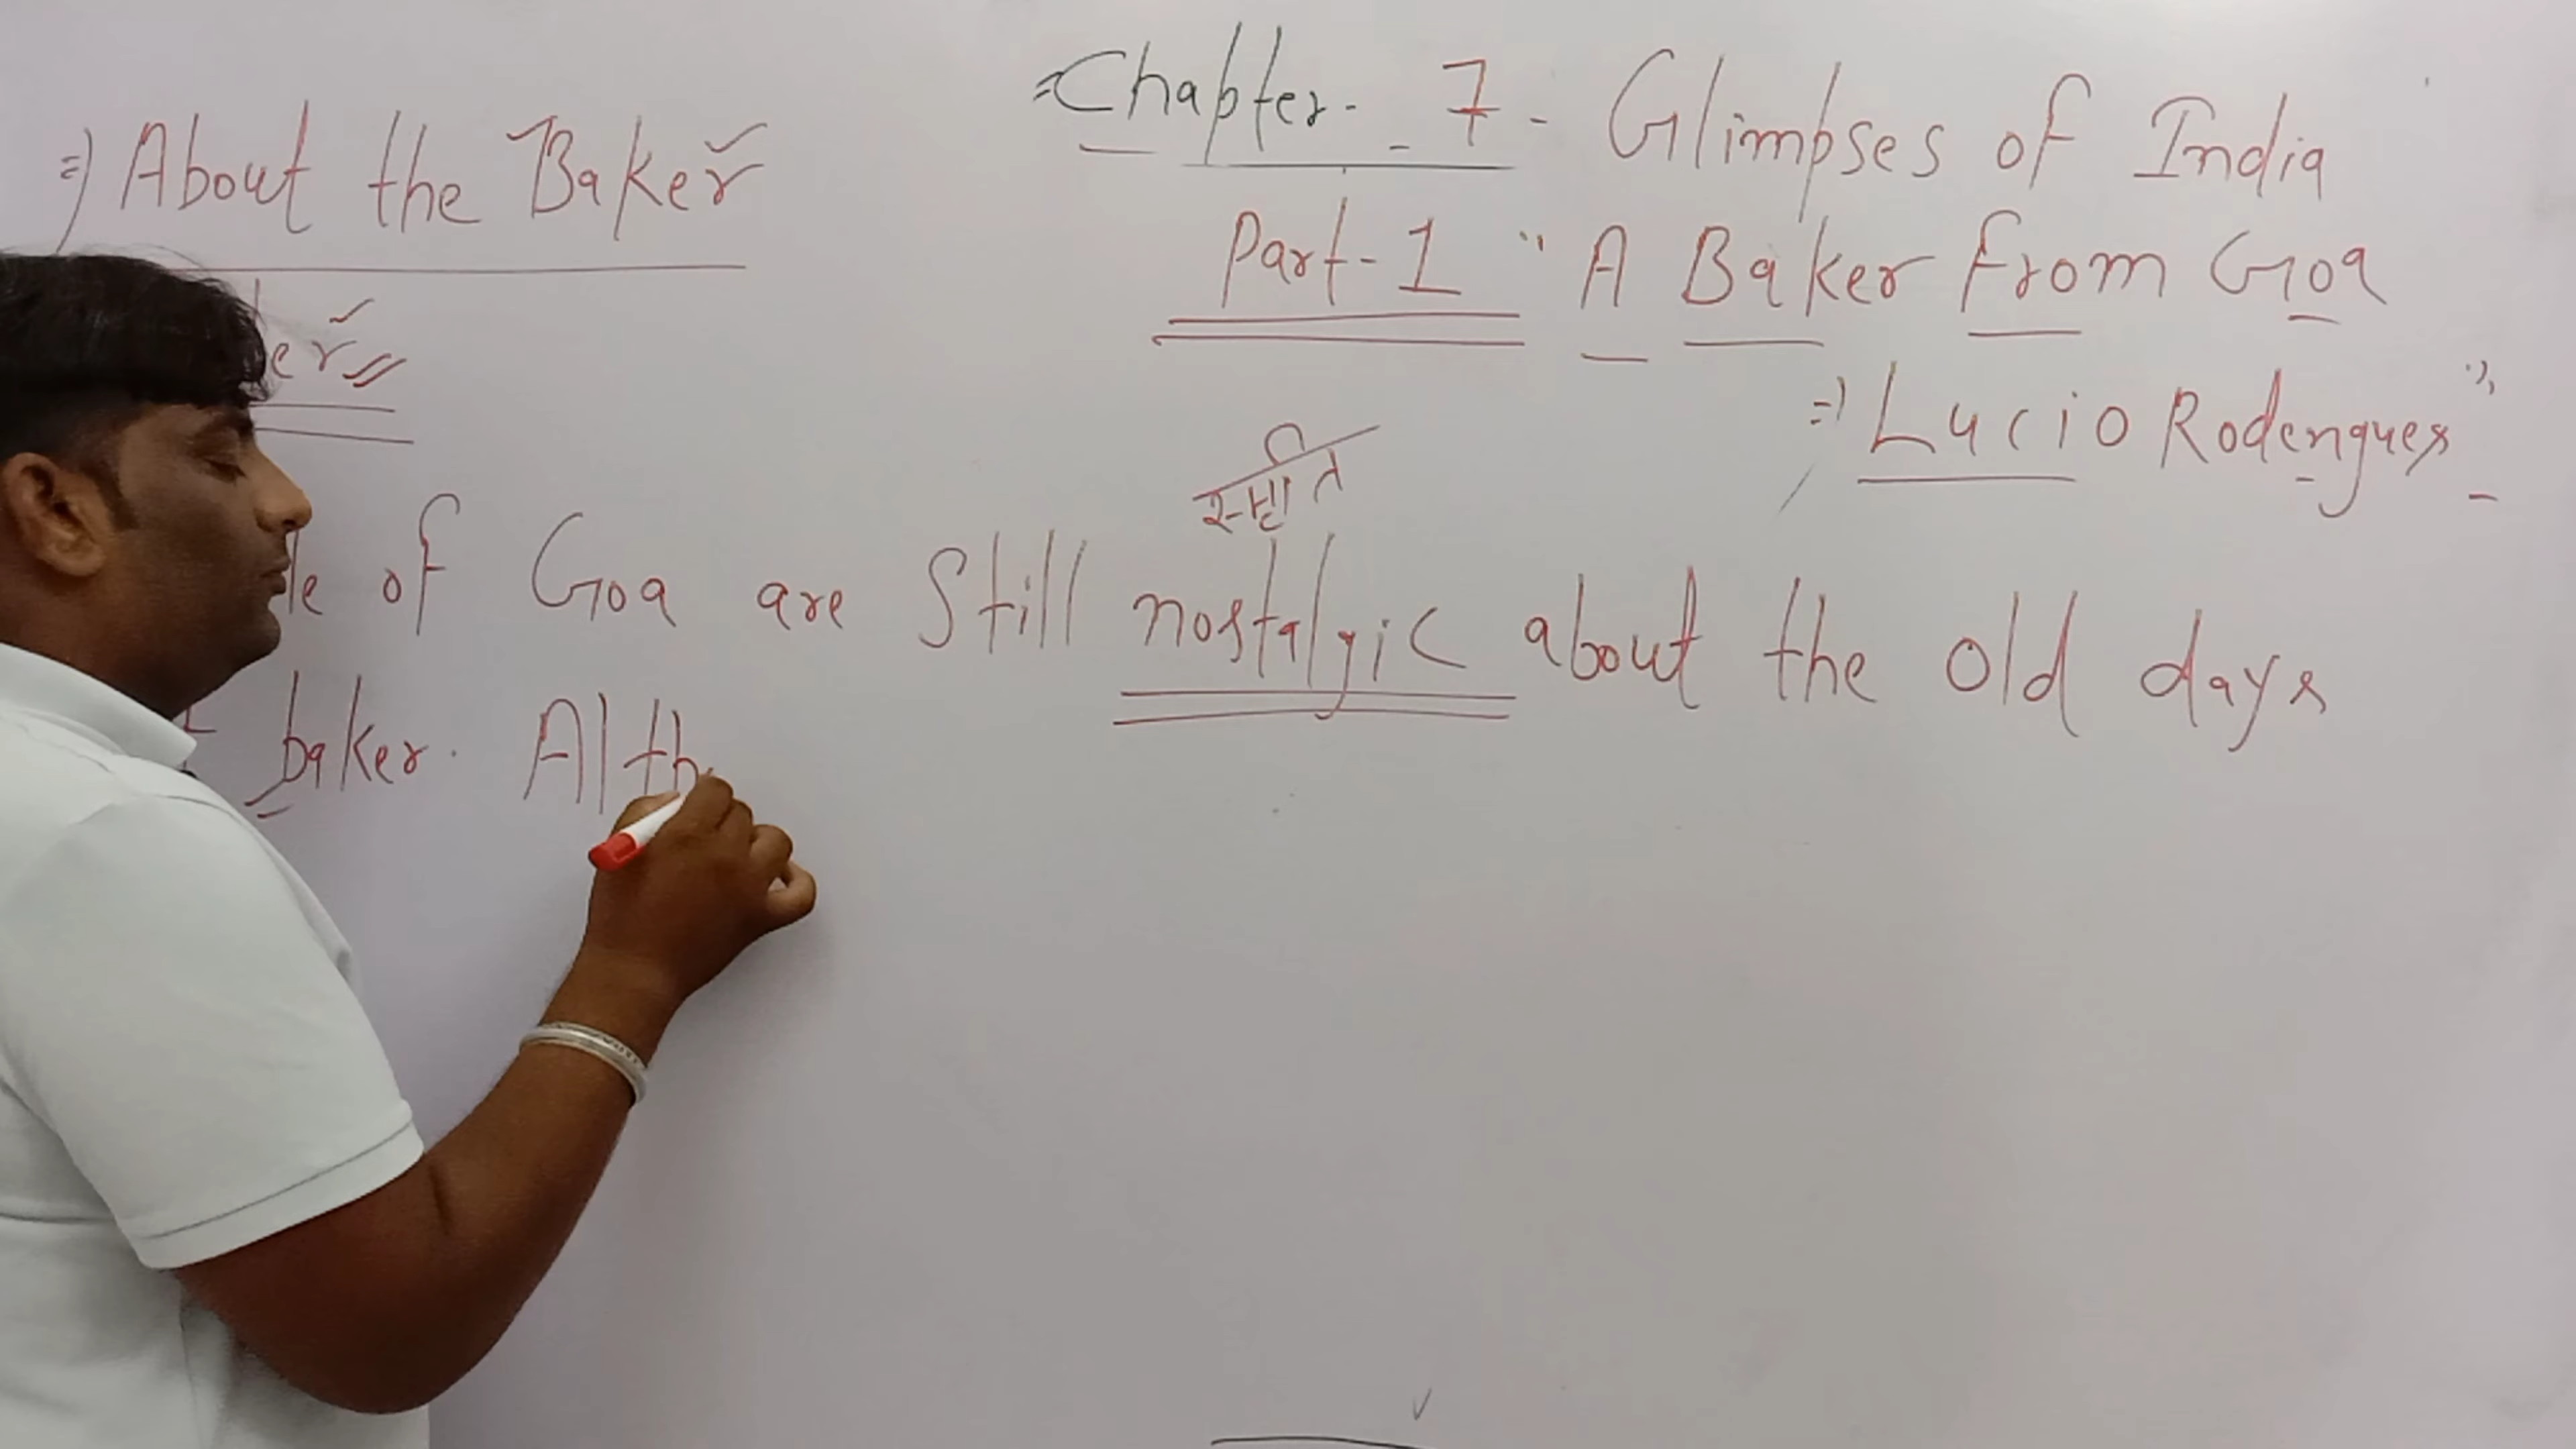 =) About the Baker
=Chapter - 7 - Glimpses of India
Part-1 " A Baker From Goa
=) Lucio Rodengues"
of Goa are Still nostalgic about the old days
baker. Alth